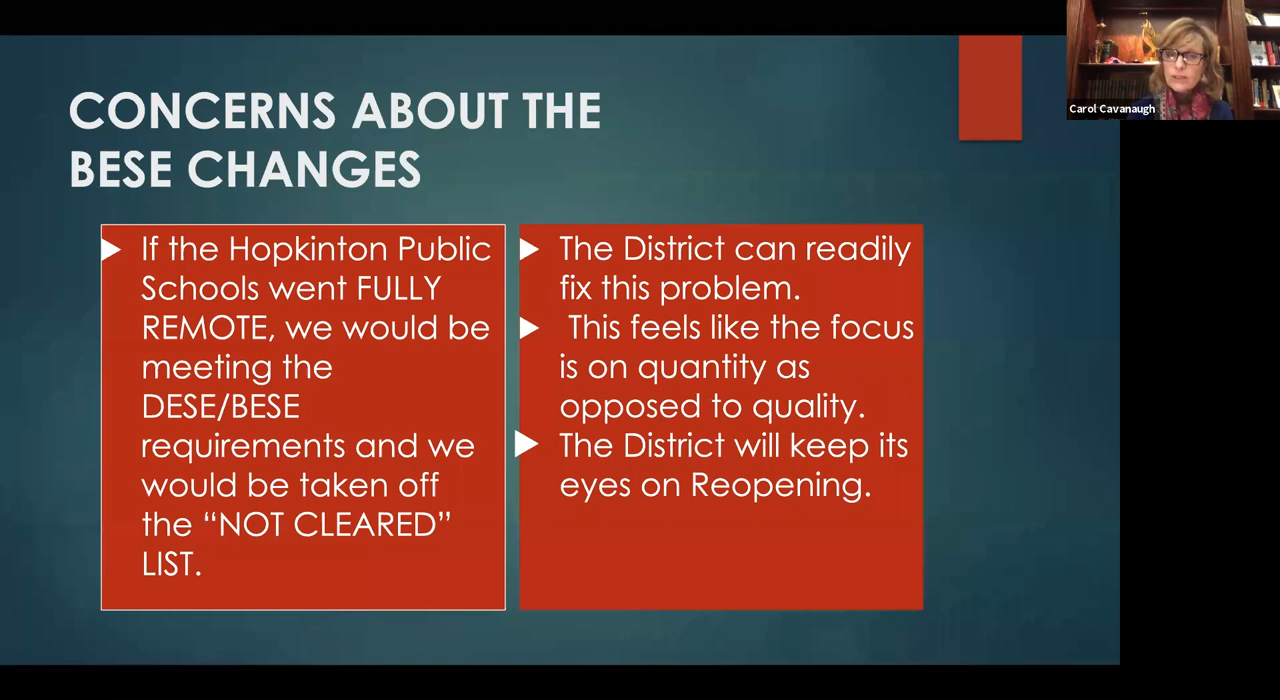 CONCERNS ABOUT THE
BESE CHANGES
If the Hopkinton Public
Schools went FULLY
REMOTE, we would be
meeting the
DESE/BESE
requirements and we
would be taken off
the “NOT CLEARED”
LIST.
The District can readily
fix this problem.
This feels like the focus
is on quantity as
opposed to quality.
The District will keep its
eyes on Reopening.
Carol Cavanaugh